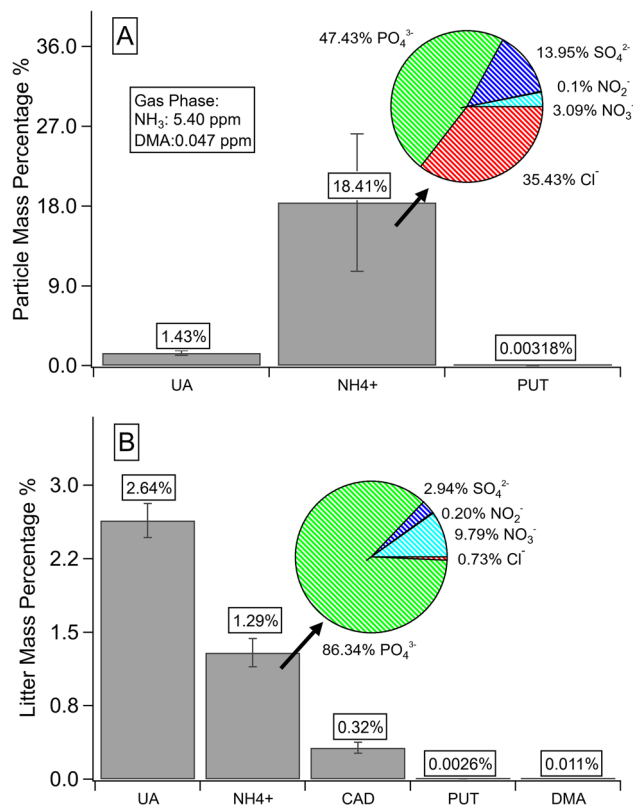 A
Particle Mass Percentage %
36.0
27.0
18.0
9.0
0.0
Gas Phase:
NH₃: 5.40 ppm
DMA:0.047 ppm
47.43% PO₄³⁻
13.95% SO₄²⁻
0.1% NO₂⁻
3.09% NO₃⁻
35.43% Cl⁻
1.43%
18.41%
0.00318%
UA
NH4+
PUT
B
Litter Mass Percentage %
3.0
2.2
1.5
0.8
0.0
2.64%
1.29%
0.32%
0.0026%
0.011%
2.94% SO₄²⁻
0.20% NO₂⁻
9.79% NO₃⁻
0.73% Cl⁻
86.34% PO₄³⁻
UA
NH4+
CAD
PUT
DMA